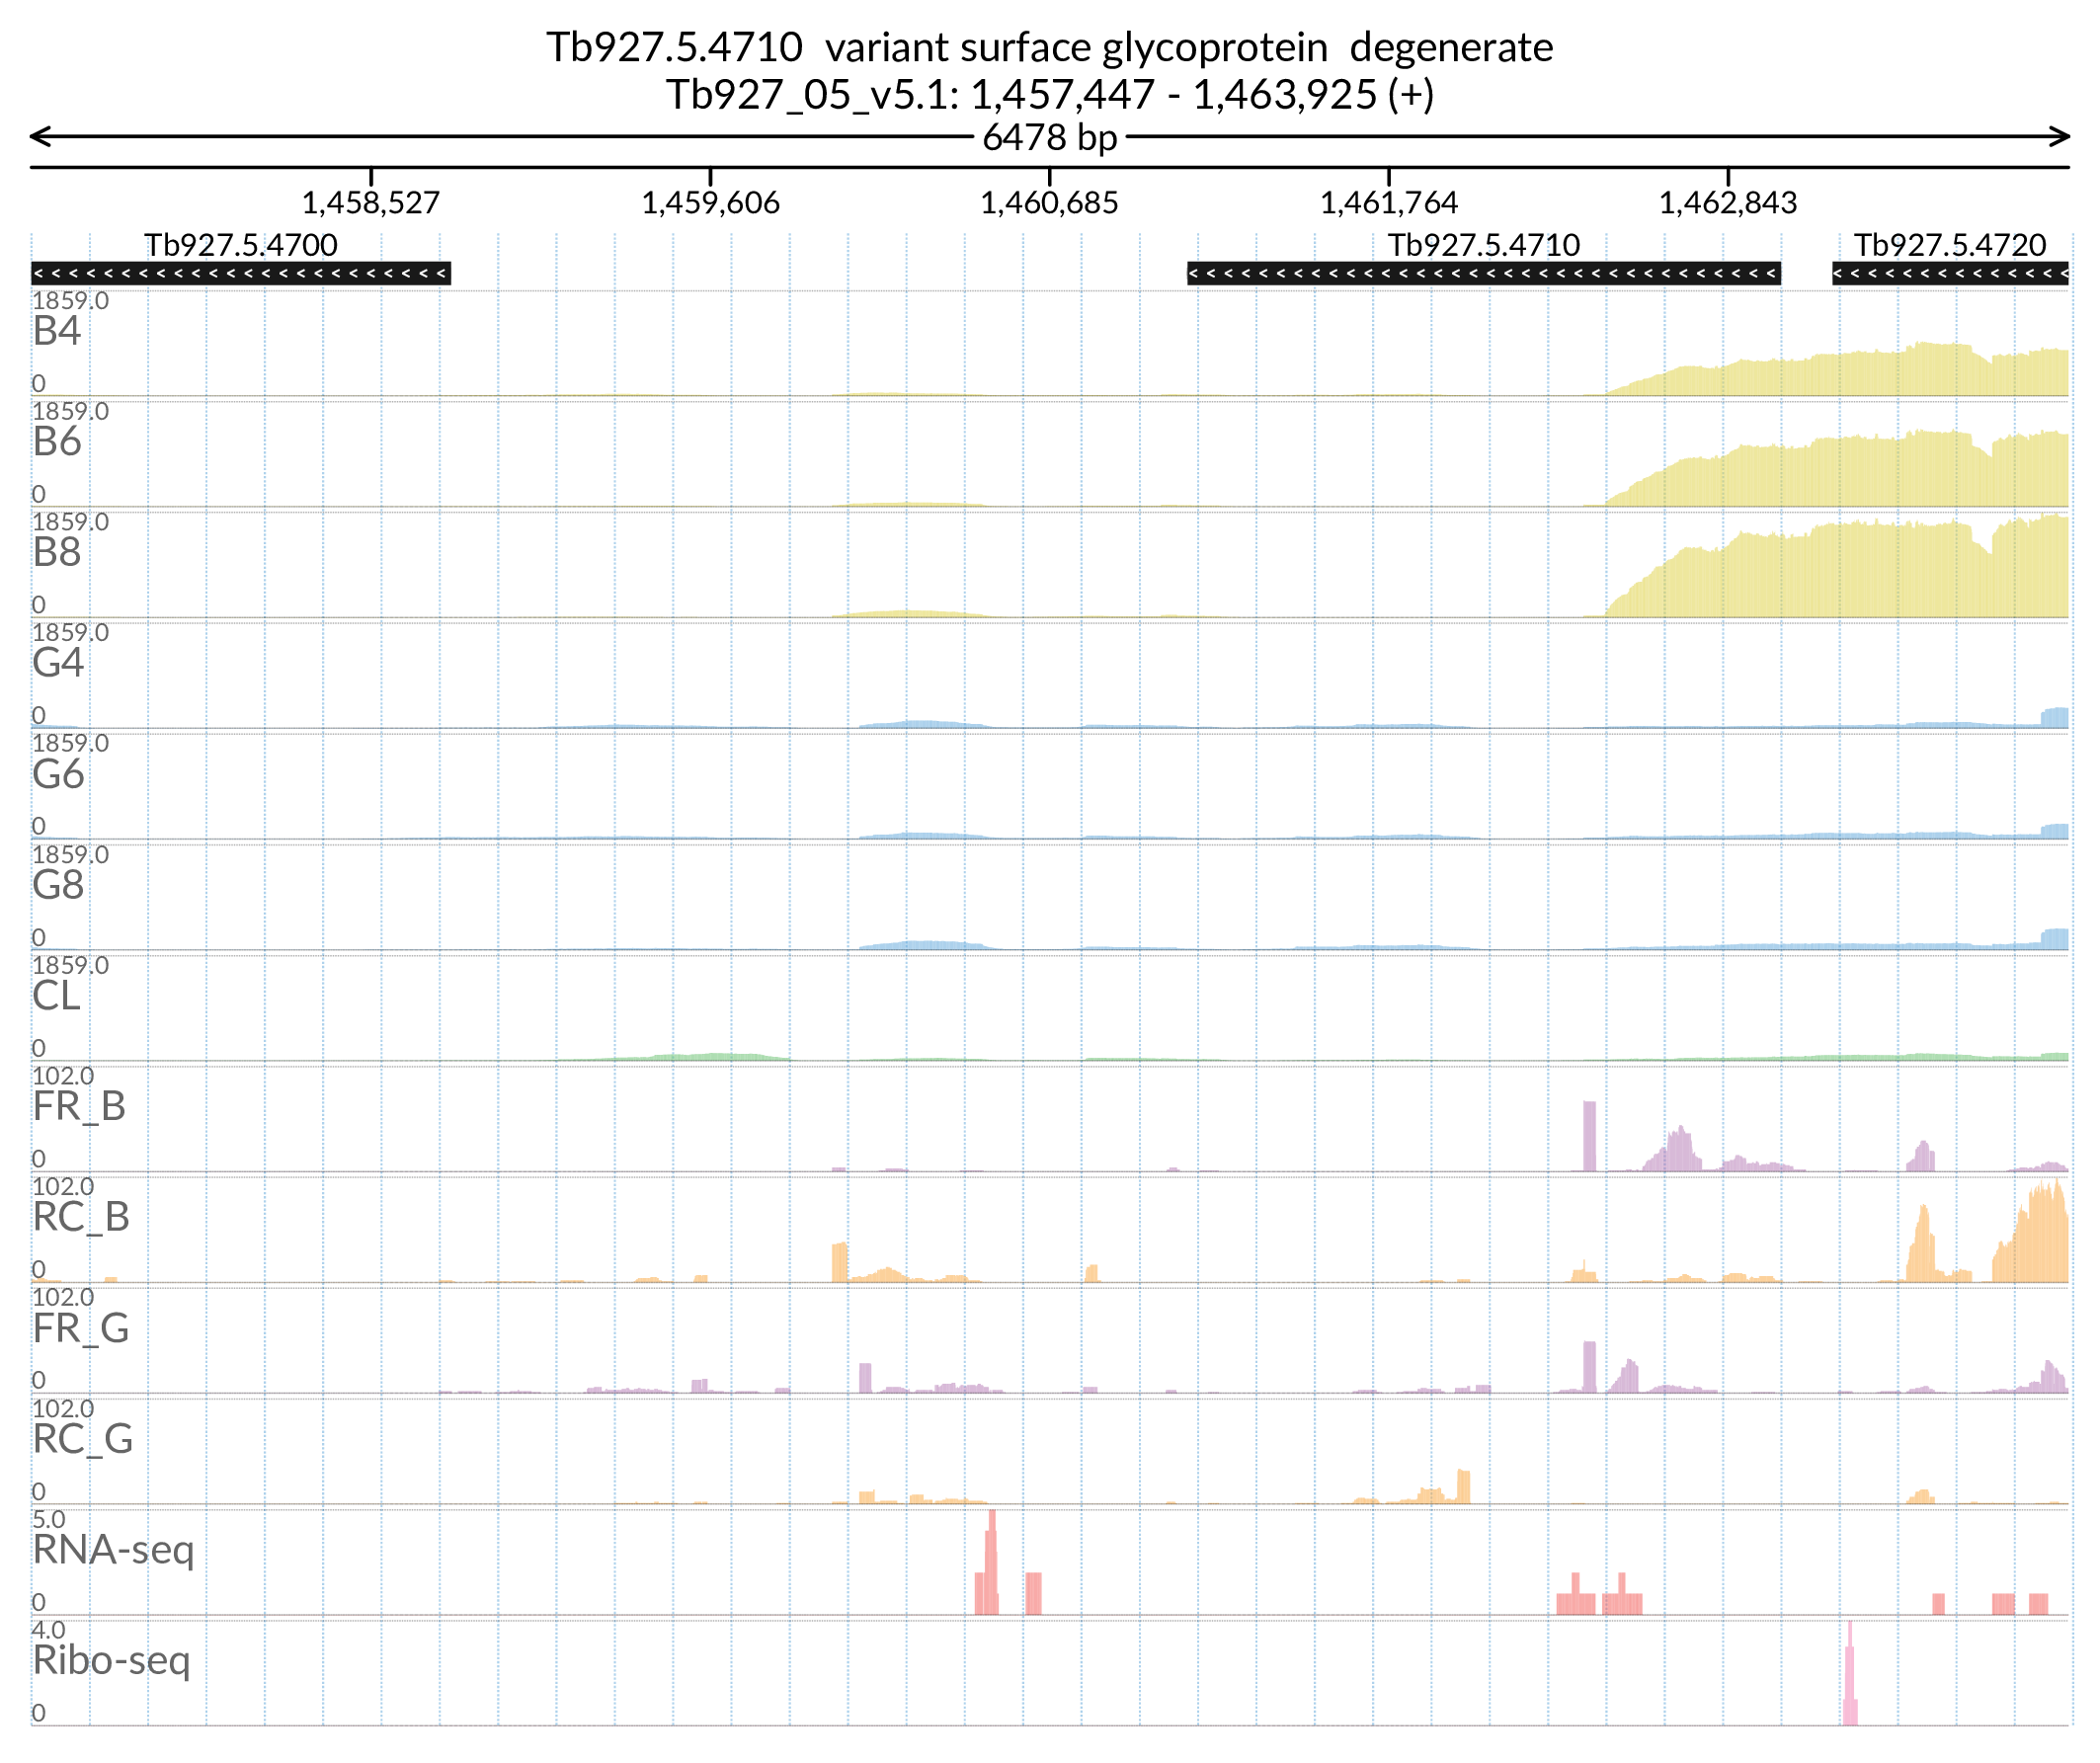 Tb927.5.4710 variant surface glycoprotein degenerate
Tb927_05_v5.1: 1,457,447 - 1,463,925 (+)
6478 bp
1,458,527 1,459,606 1,460,685 1,461,764 1,462,843
Tb927.5.4700 Tb927.5.4710 Tb927.5.4720
1859.0
B4
0
1859.0
B6
0
1859.0
B8
0
1859.0
G4
0
1859.0
G6
0
1859.0
G8
0
1859.0
CL
0
102.0
FR_B
0
102.0
RC_B
0
102.0
FR_G
0
102.0
RC_G
0
5.0
RNA-seq
0
4.0
Ribo-seq
0